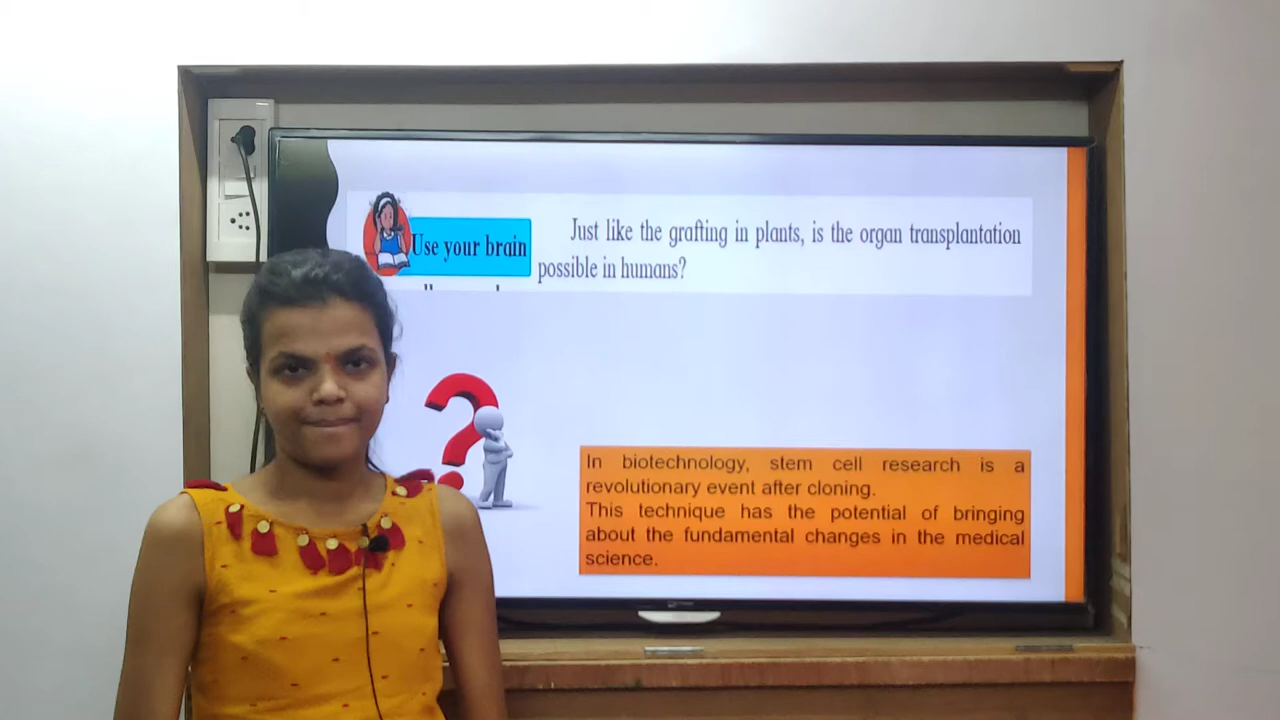 Just like the grafting in plants, is the organ transplantation
Use your brain
possible in humans?
In biotechnology, stem cell research is a
revolutionary event after cloning.
This technique has the potential of bringing
about the fundamental changes in the medical
science.